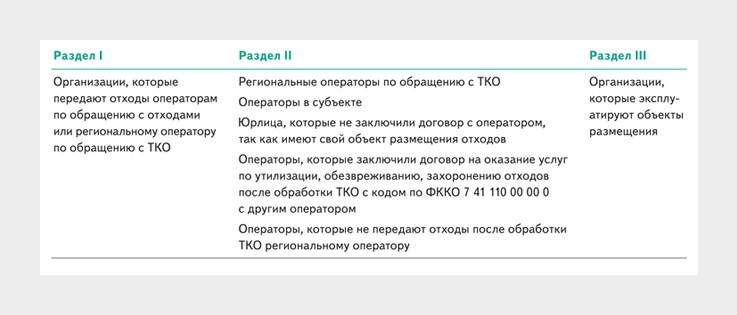 Раздел I
Организации, которые
передают отходы операторам
по обращению с отходами
или региональному оператору
по обращению с ТКО
Раздел II
Региональные операторы по обращению с ТКО
Операторы в субъекте
Юрлица, которые не заключили договор с оператором,
так как имеют свой объект размещения отходов
Операторы, которые заключили договор на оказание услуг
по утилизации, обезвреживанию, захоронению отходов
после обработки ТКО с кодом по ФККО 7 41 110 00 00 0
с другим оператором
Операторы, которые не передают отходы после обработки
ТКО региональному оператору
Раздел III
Организации,
которые эксплу-
атируют объекты
размещения